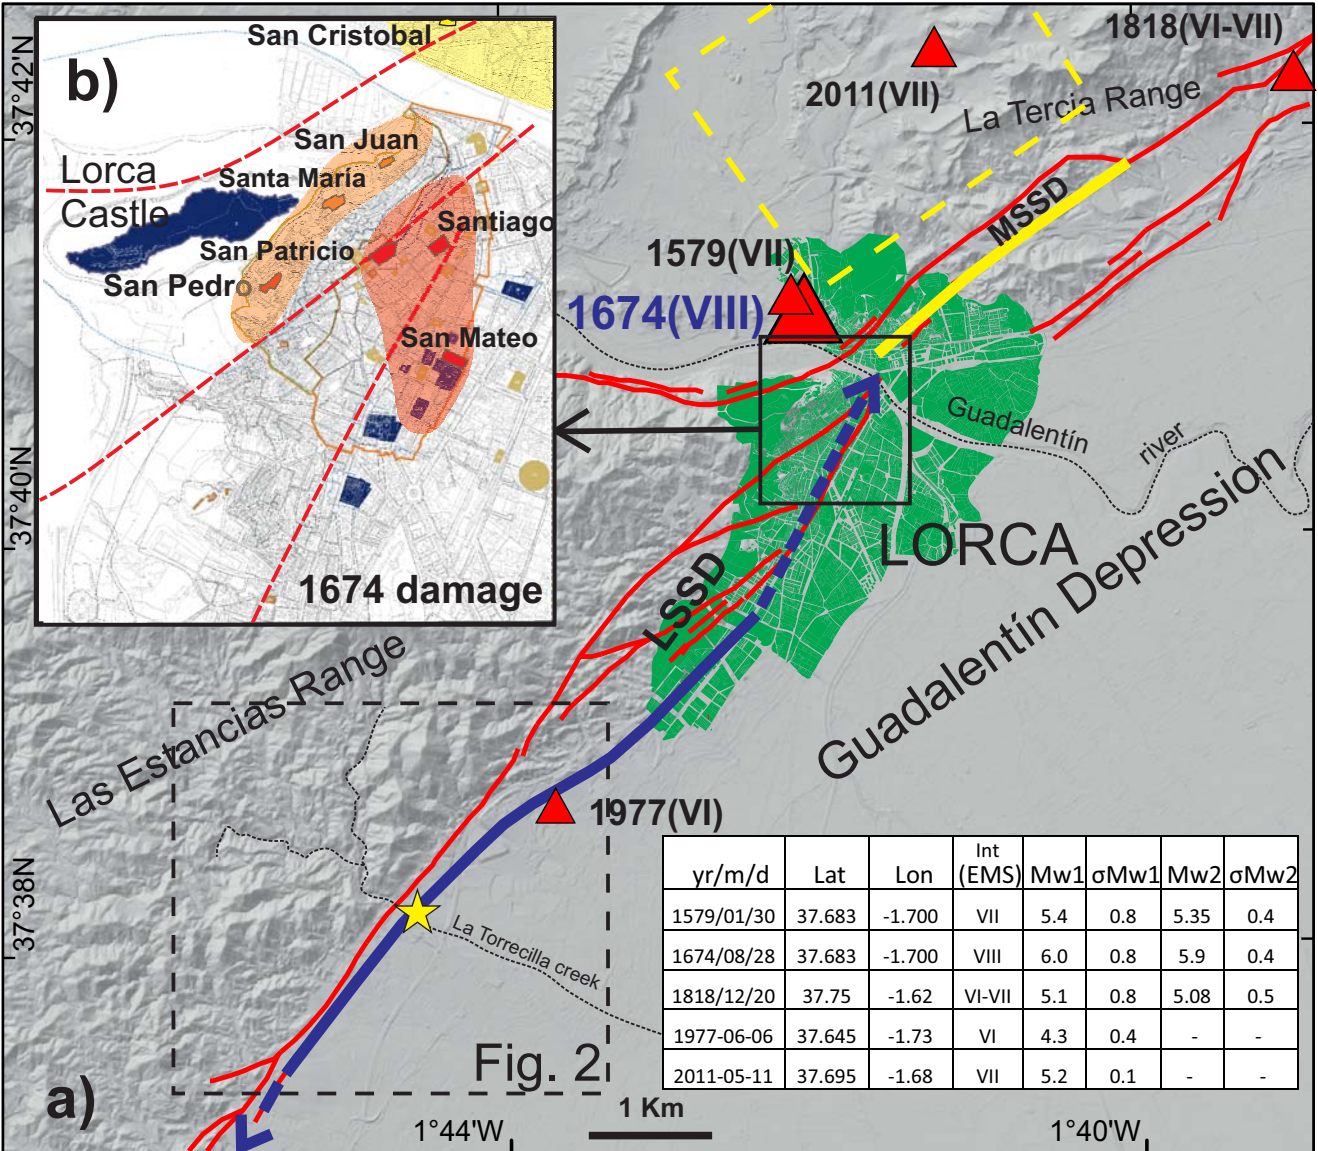 b)
San Cristobal
San Juan
Lorca
Castle
Santa María
Santiago
San Patricio
San Pedro
San Mateo
1674 damage
37°42'N
37°40'N
37°38N
1818(VI-VII)
2011(VII)
La Tercia Range
MSSD
1579(VII)
1674(VIII)
Guadalentín
river
LORCA
LSSD
Guadalentín Depression
Las Estancias Range
1977(VI)
La Torrecilla creek
Fig. 2
a)
1 Km
1°44'W
1°40'W
yr/m/d Lat Lon Int (EMS) Mw1 σMw1 Mw2 σMw2
1579/01/30 37.683 -1.700 VII 5.4 0.8 5.35 0.4
1674/08/28 37.683 -1.700 VIII 6.0 0.8 5.9 0.4
1818/12/20 37.75 -1.62 VI-VII 5.1 0.8 5.08 0.5
1977-06-06 37.645 -1.73 VI 4.3 0.4 - -
2011-05-11 37.695 -1.68 VII 5.2 0.1 - -